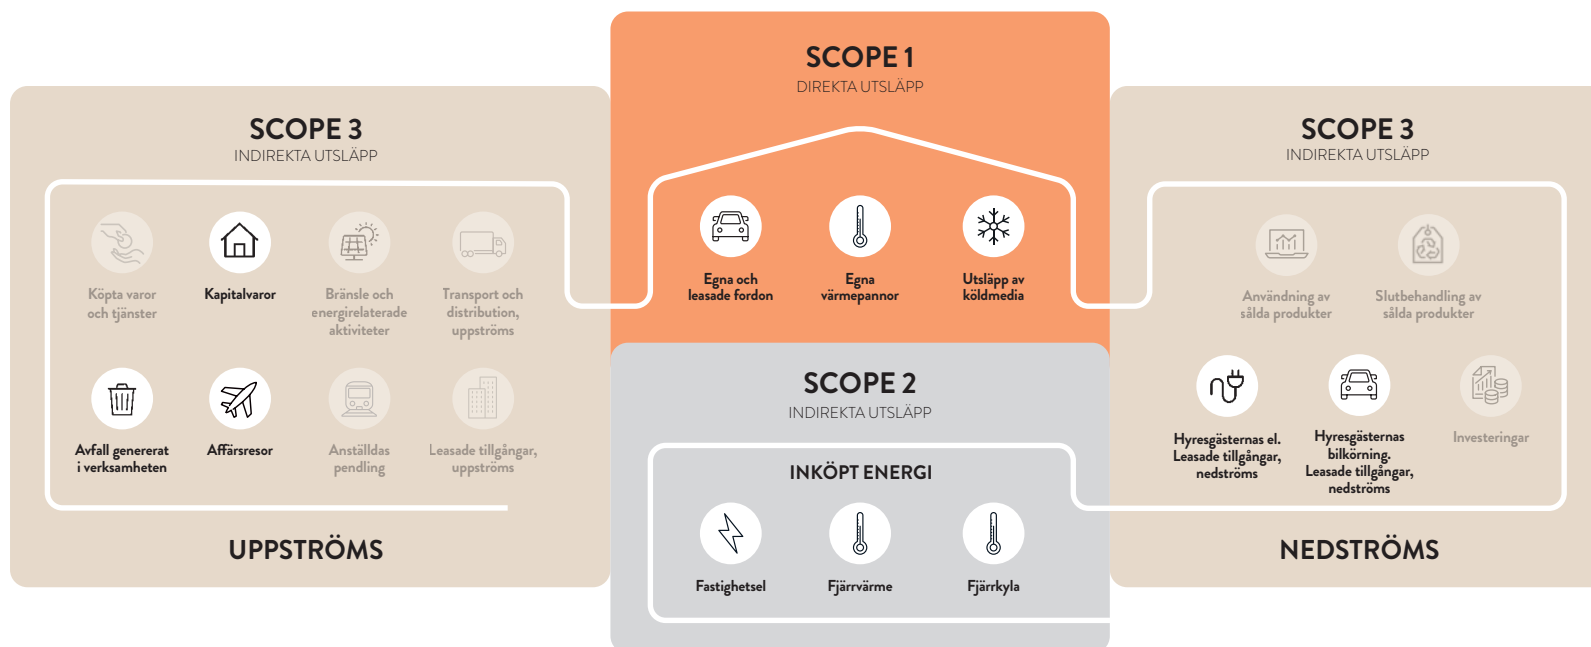 SCOPE 3
INDIREKTA UTSLÄPP
Köpta varor
och tjänster
Kapitalvaror
Bränsle och
energirelaterade
aktiviteter
Transport och
distribution,
uppströms
Avfall genererat
i verksamheten
Affärsresor
Anställdas
pendling
Leasade tillgångar,
uppströms
UPPSTRÖMS
SCOPE 1
DIREKTA UTSLÄPP
Egna och
leasade fordon
Egna
värmepannor
Utsläpp av
köldmedia
SCOPE 2
INDIREKTA UTSLÄPP
INKÖPT ENERGI
Fastighetsel
Fjärrvärme
Fjärrkyla
SCOPE 3
INDIREKTA UTSLÄPP
Användning av
sålda produkter
Slutbehandling av
sålda produkter
Hyresgästernas el.
Leasade tillgångar,
nedströms
Hyresgästernas
bilkörning.
Leasade tillgångar,
nedströms
Investeringar
NEDSTRÖMS